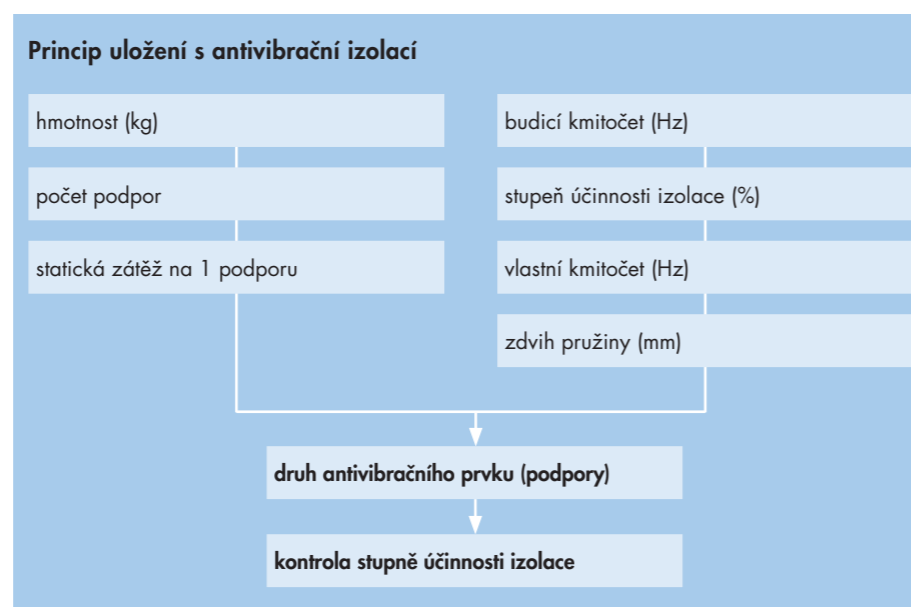 Princip uložení s antivibrační izolací
hmotnost (kg)
počet podpor
statická zátěž na 1 podporu
budicí kmitočet (Hz)
stupeň účinnosti izolace (%)
vlastní kmitočet (Hz)
zdvih pružiny (mm)
druh antivibračního prvku (podpory)
kontrola stupně účinnosti izolace